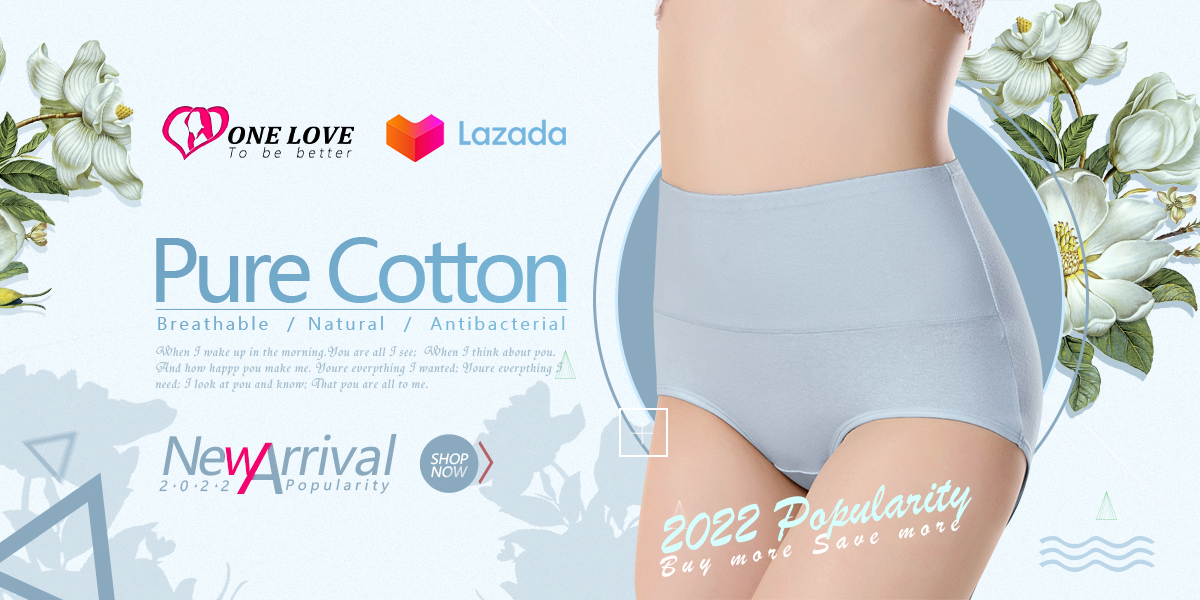 ONE LOVE
To be better
Lazada
Pure Cotton
Breathable / Natural / Antibacterial
When I wake up in the morning.You are all I see; When I think about you.
And how happp you make me. Youre everything I wanted; Youre everything I
need; I look at you and know; That you are all to me.
New Arrival
2·0·2·2 Popularity
SHOP
NOW
2022 Popularity
Buy more Save more